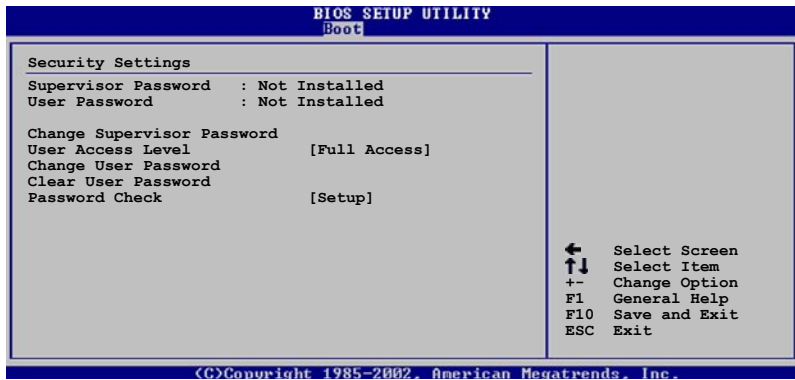 BIOS SETUP UTILITY
Boot
Security Settings
Supervisor Password : Not Installed
User Password : Not Installed
Change Supervisor Password
User Access Level [Full Access]
Change User Password
Clear User Password
Password Check [Setup]
← Select Screen
↑↓ Select Item
+- Change Option
F1 General Help
F10 Save and Exit
ESC Exit
(C)Copyright 1985-2002, American Megatrends, Inc.